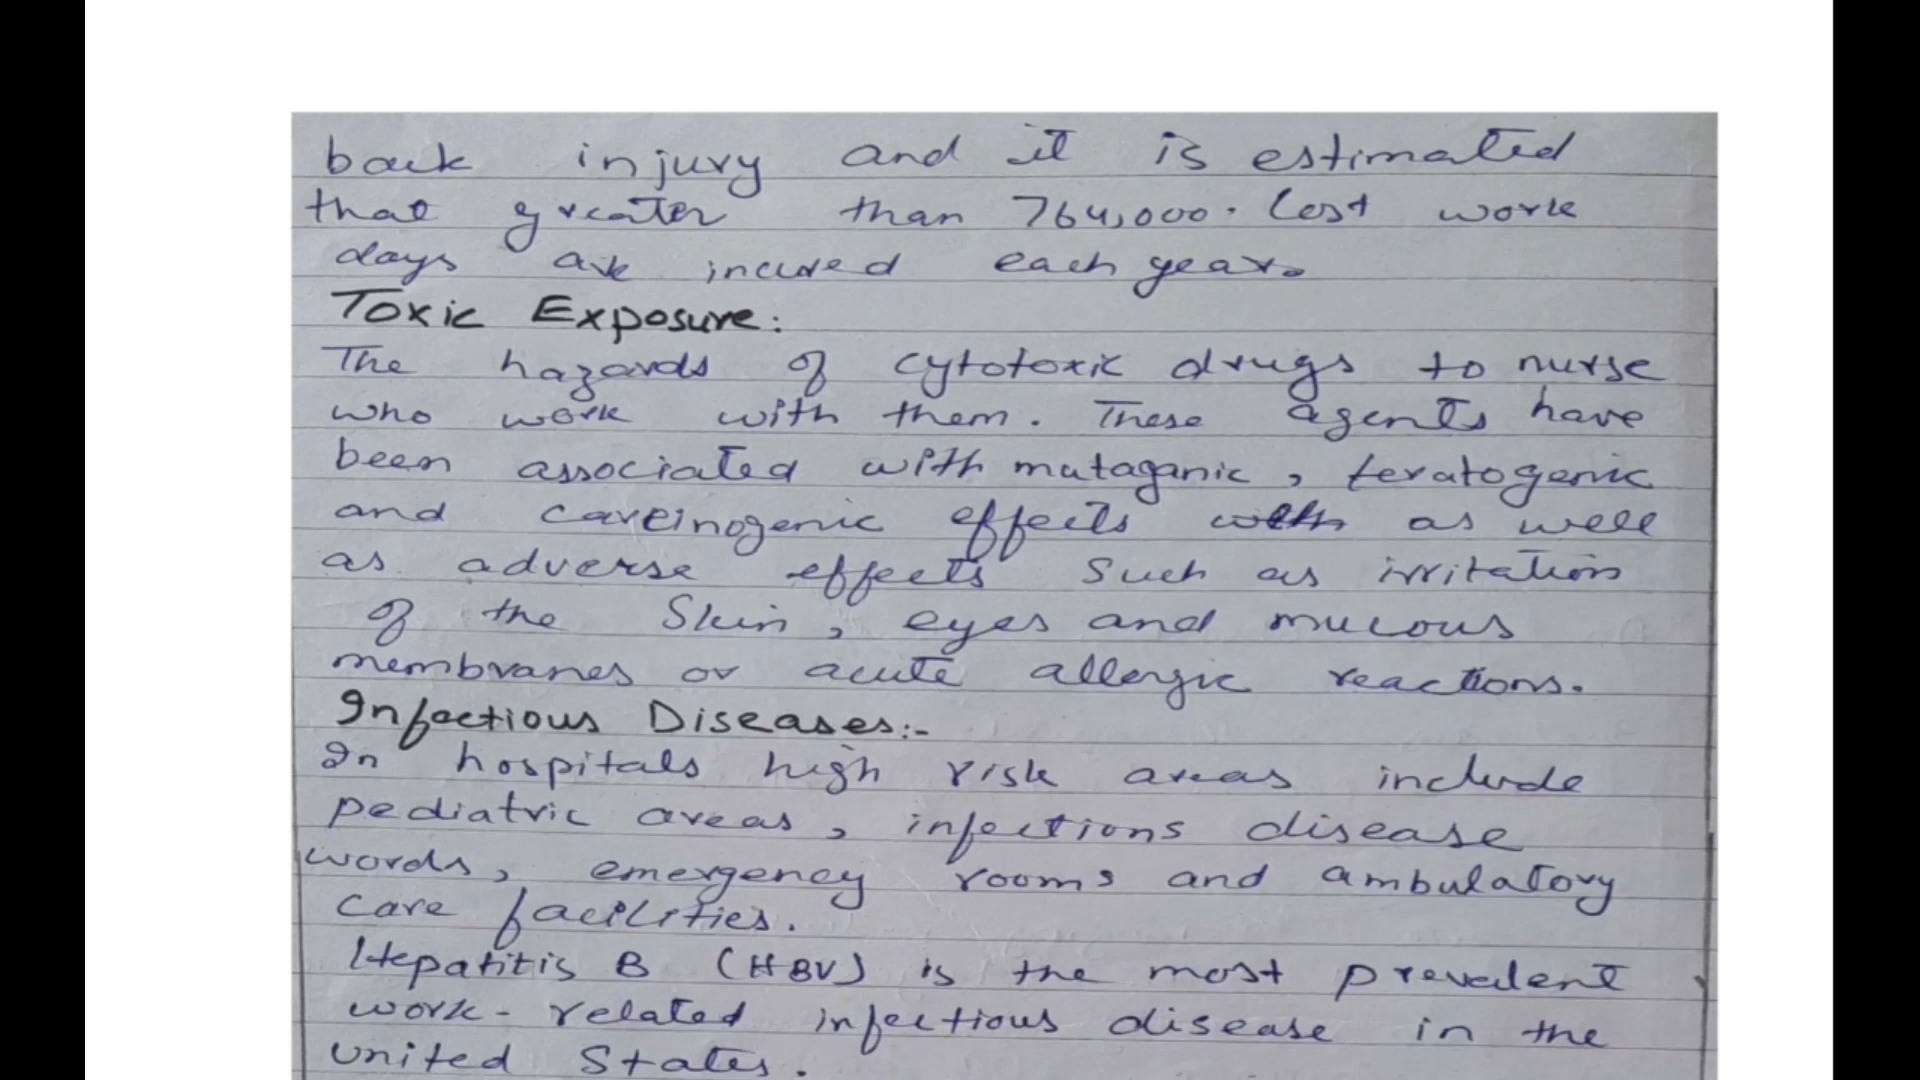 back injury and it is estimated
that greater than 764,000. Lost work
days are incured each year.
Toxic Exposure:
The hazards of cytotoxic drugs to nurse
who work with them. These agents have
been associated with mutaganic, teratogenic
and carcinogenic effects with as well
as adverse effects such as irritation
of the Skin, eyes and mucous
membranes or acute allergic reactions.
Infectious Diseases:-
In hospitals high risk areas include
pediatric areas, infections disease
words, emergency rooms and ambulatory
care facilities.
Hepatitis B (HBV) is the most prevalent
work-related infectious disease in the
united States.